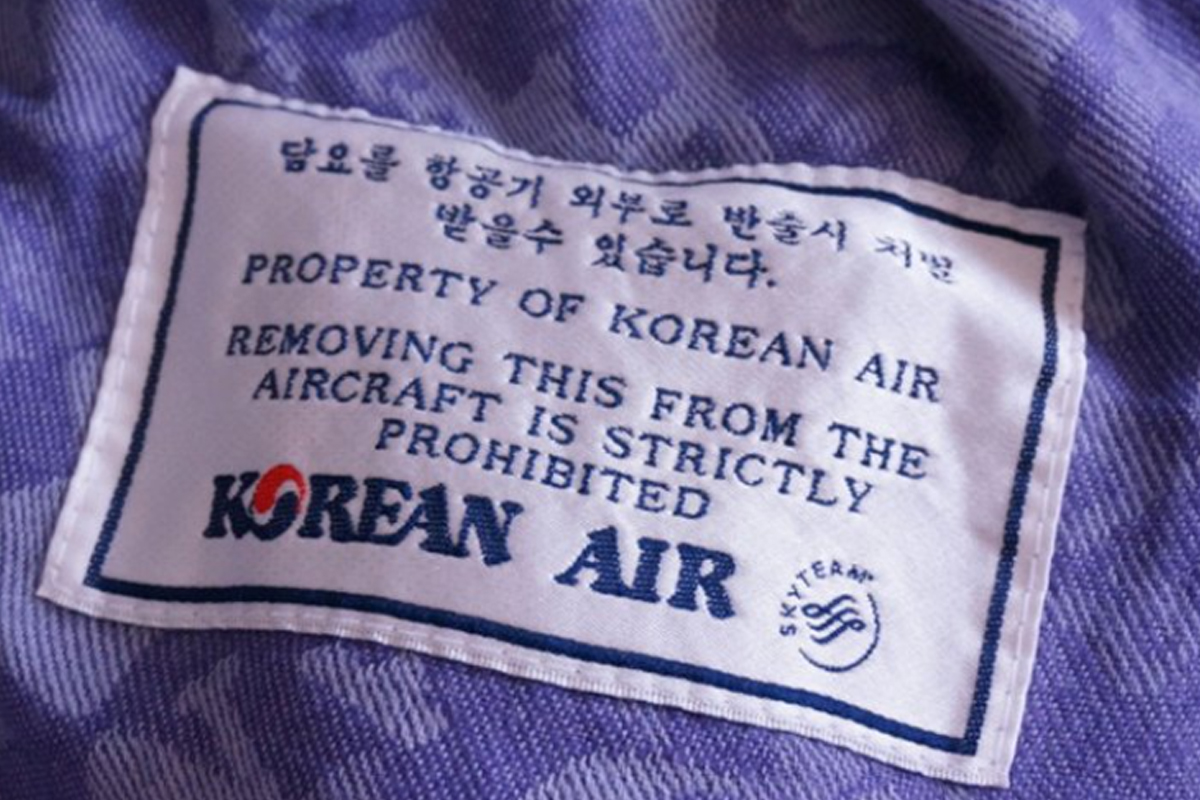 담요를 항공기 외부로 반출시 처벌
받을수 있습니다.
PROPERTY OF KOREAN AIR
REMOVING THIS FROM THE
AIRCRAFT IS STRICTLY
PROHIBITED
KOREAN AIR
SKYTEAM